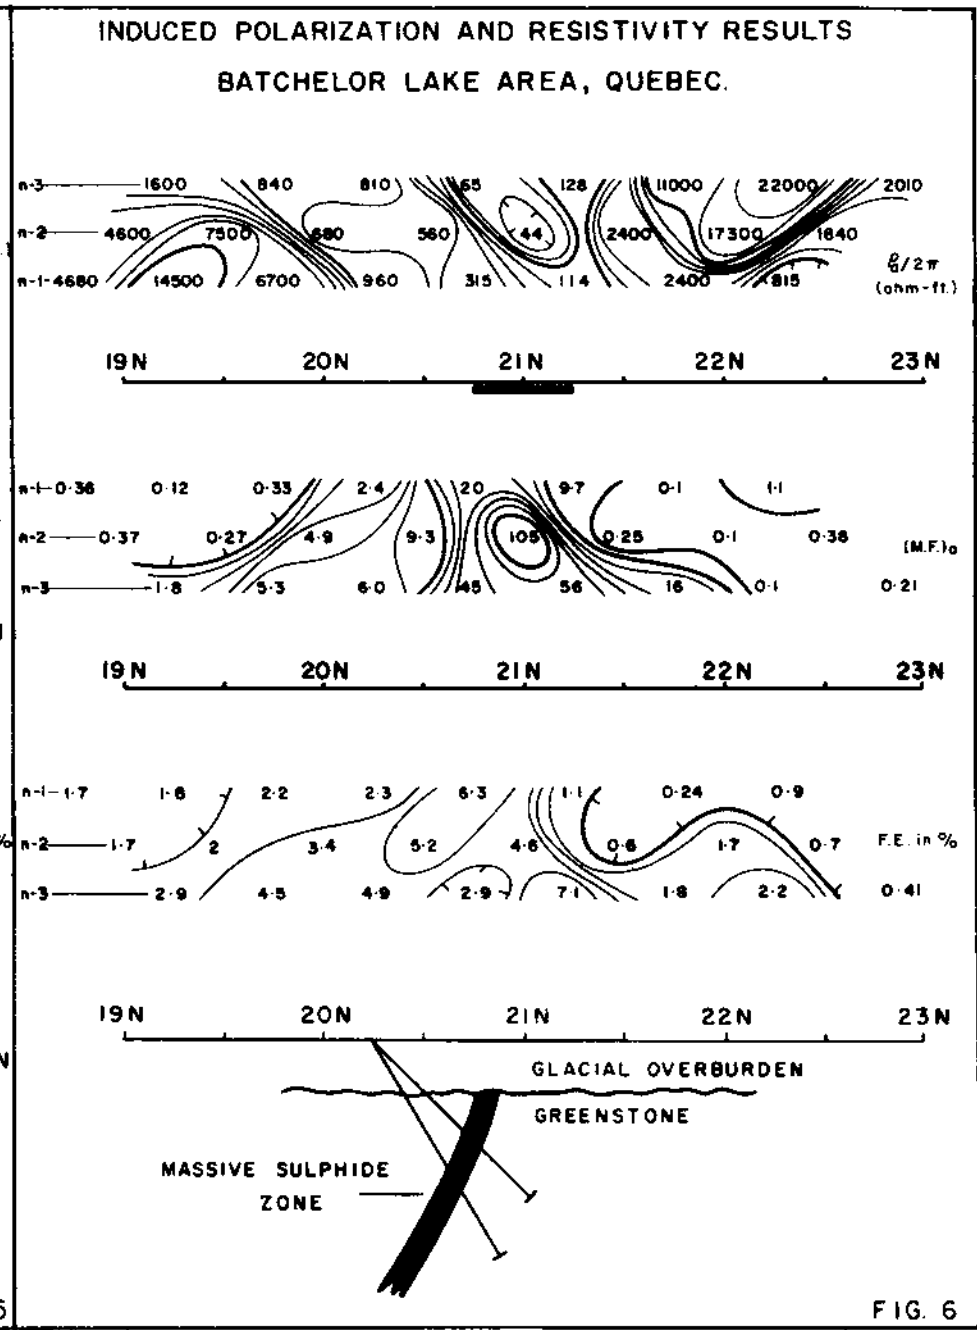 INDUCED POLARIZATION AND RESISTIVITY RESULTS
BATCHELOR LAKE AREA, QUEBEC.
n-3 1600 840 810 65 128 11000 22000 2010
n-2 4600 7500 680 560 44 2400 17300 1840
n-1 4680 14500 6700 960 315 114 2400 815
ρa/2π
(ohm-ft.)
19N 20N 21N 22N 23N
n-1 0.36 0.12 0.33 2.4 20 9.7 0.1 1.1
n-2 0.37 0.27 4.9 9.3 105 0.25 0.1 0.38 (M.F.)a
n-3 1.8 5.3 6.0 45 56 16 0.1 0.21
19N 20N 21N 22N 23N
n-1 1.7 1.6 2.2 2.3 6.3 1.1 0.24 0.9
% n-2 1.7 2 3.4 5.2 4.6 0.6 1.7 0.7 F.E. in %
n-3 2.9 4.5 4.9 2.9 7.1 1.8 2.2 0.41
19N 20N 21N 22N 23N
N
GLACIAL OVERBURDEN
GREENSTONE
MASSIVE SULPHIDE
ZONE
FIG. 6